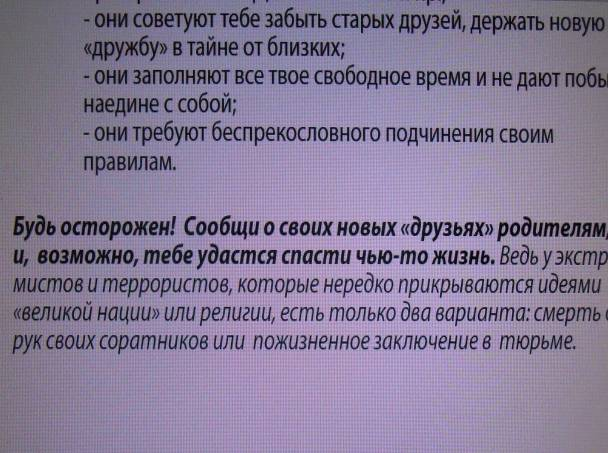 - они советуют тебе забыть старых друзей, держать новую
«дружбу» в тайне от близких;
- они заполняют все твое свободное время и не дают побы
наедине с собой;
- они требуют беспрекословного подчинения своим
правилам.
Будь осторожен! Сообщи о своих новых «друзьях» родителям,
и, возможно, тебе удастся спасти чью-то жизнь. Ведь у экстр
мистов и террористов, которые нередко прикрываются идеями
«великой нации» или религии, есть только два варианта: смерть о
рук своих соратников или пожизненное заключение в тюрьме.